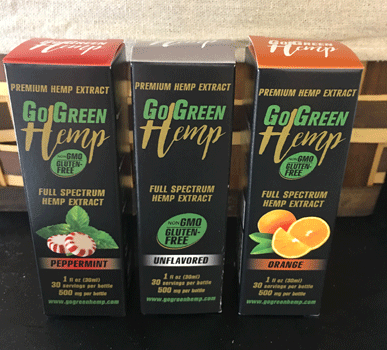 GoGREEN
Hemp
PREMIUM HEMP EXTRACT
GoGREEN
Hemp
NON-GMO
GLUTEN-
FREE
FULL SPECTRUM
HEMP EXTRACT
PEPPERMINT
1 fl oz (30ml)
30 servings per bottle
500 mg per bottle
www.gogreenhemp.com
PREMIUM HEMP EXTRACT
GoGREEN
Hemp
FULL SPECTRUM
HEMP EXTRACT
NON-GMO
GLUTEN-
FREE
UNFLAVORED
1 fl oz (30ml)
30 servings per bottle
500 mg per bottle
www.gogreenhemp.com
GoGREEN
Hemp
PREMIUM HEMP EXTRACT
GoGREEN
Hemp
NON-GMO
GLUTEN-
FREE
FULL SPECTRUM
HEMP EXTRACT
ORANGE
1 fl oz (30ml)
30 servings per bottle
500 mg per bottle
www.gogreenhemp.com